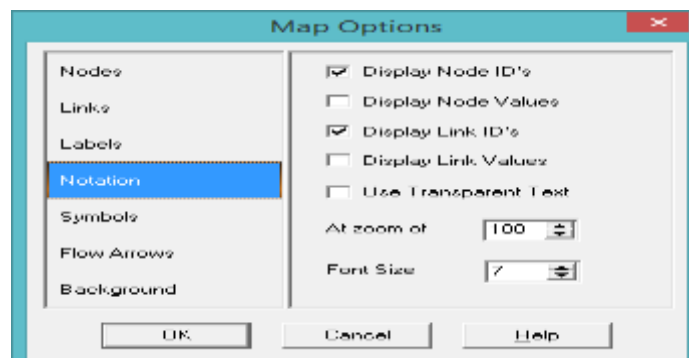 Map Options
Nodes
Links
Labels
Notation
Symbols
Flow Arrows
Background
Display Node ID's
Display Node Values
Display Link ID's
Display Link Values
Use Transparent Text
At zoom of 100
Font Size 7
OK Cancel Help